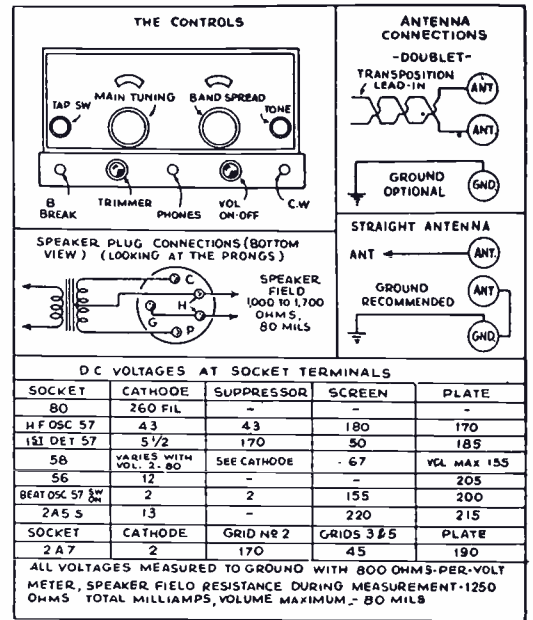 THE CONTROLS
TAP SW
MAIN TUNING
BAND SPREAD
TONE
B
BREAK
TRIMMER
PHONES
VOL
ON-OFF
C.W
ANTENNA
CONNECTIONS
-DOUBLET-
TRANSPOSITION
LEAD-IN
ANT
ANT.
GROUND
OPTIONAL
GND.
STRAIGHT ANTENNA
ANT
ANT.
GROUND
RECOMMENDED
ANT
GND.
SPEAKER PLUG CONNECTIONS (BOTTOM
VIEW) (LOOKING AT THE PRONGS)
C
H
G
P
SPEAKER
FIELD
1,000 TO 1,700
OHMS,
80 MILS
DC VOLTAGES AT SOCKET TERMINALS
SOCKET CATHODE SUPPRESSOR SCREEN PLATE
80 260 FIL - - -
HF OSC 57 43 43 180 170
1ST DET 57 5 1/2 170 50 185
58 VARIES WITH VOL. 2-80 SEE CATHODE 67 VOL MAX 155
56 12 - - 205
BEAT OSC 57 SW ON 2 2 155 200
2A5 S 13 - 220 215
SOCKET CATHODE GRID Nº 2 GRIDS 3&5 PLATE
2A7 2 170 45 190
ALL VOLTAGES MEASURED TO GROUND WITH 800 OHMS-PER-VOLT
METER, SPEAKER FIELD RESISTANCE DURING MEASUREMENT-1250
OHMS TOTAL MILLIAMPS, VOLUME MAXIMUM - 80 MILS